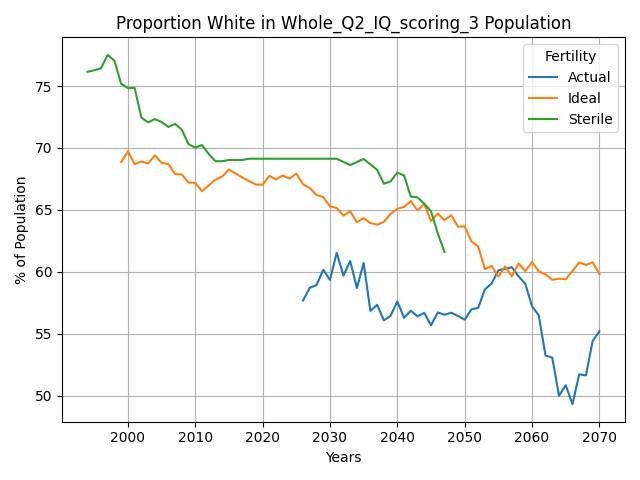 Proportion White in Whole_Q2_IQ_scoring_3 Population
Fertility
Actual
Ideal
Sterile
% of Population
75
70
65
60
55
50
2000 2010 2020 2030 2040 2050 2060 2070
Years